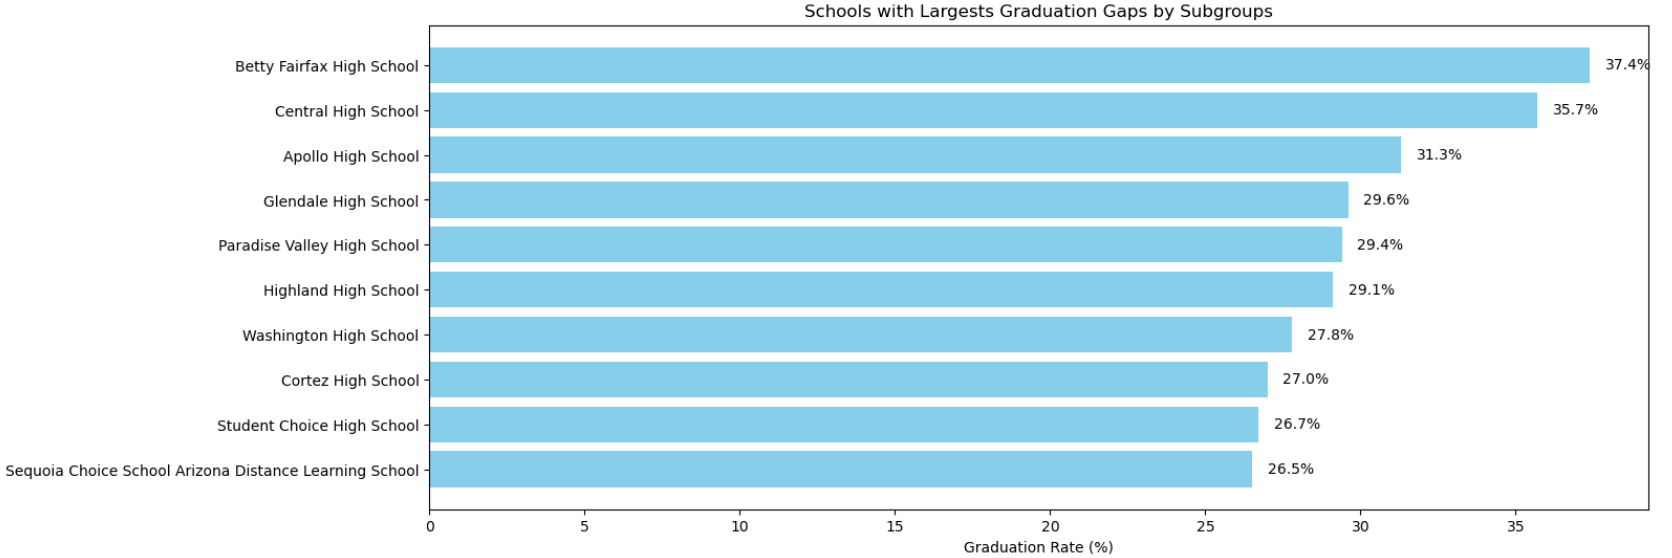 Schools with Largests Graduation Gaps by Subgroups
Betty Fairfax High School
37.4%
Central High School
35.7%
Apollo High School
31.3%
Glendale High School
29.6%
Paradise Valley High School
29.4%
Highland High School
29.1%
Washington High School
27.8%
Cortez High School
27.0%
Student Choice High School
26.7%
Sequoia Choice School Arizona Distance Learning School
26.5%
0 5 10 15 20 25 30 35
Graduation Rate (%)